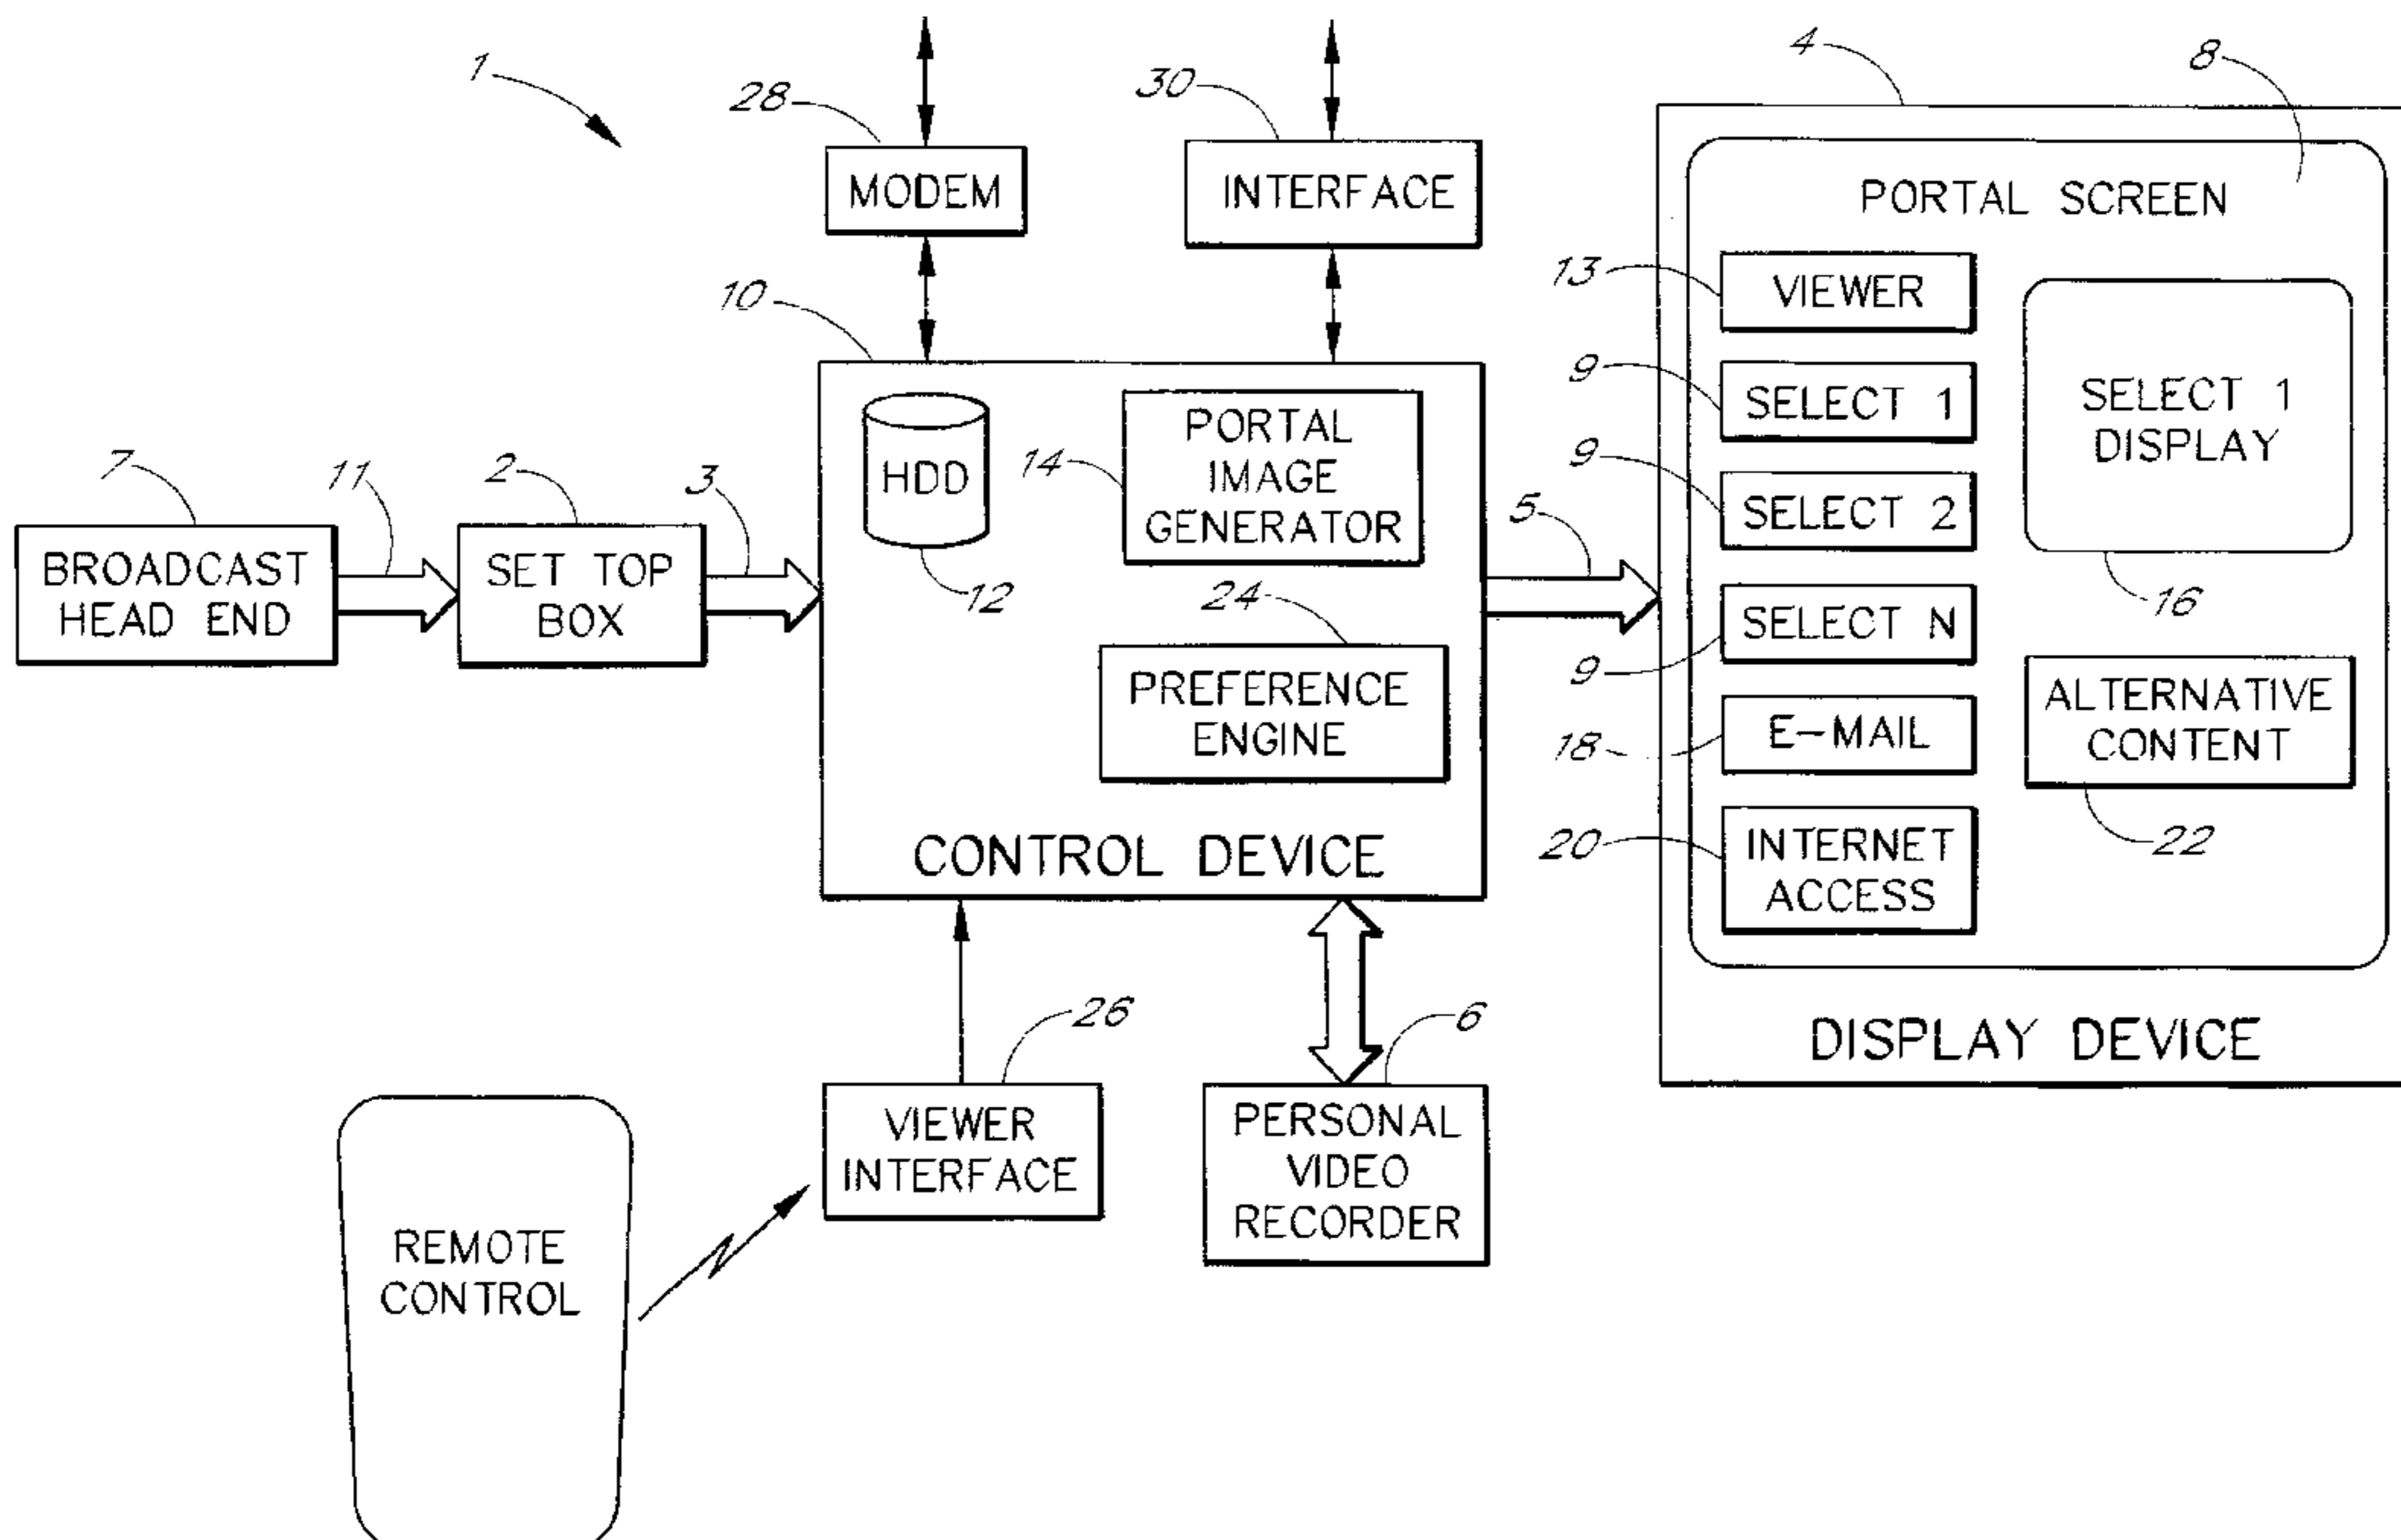 1
28
MODEM
30
INTERFACE
4
8
PORTAL SCREEN
13
VIEWER
9
SELECT 1
9
SELECT 2
9
SELECT N
18
E-MAIL
20
INTERNET
ACCESS
SELECT 1
DISPLAY
16
ALTERNATIVE
CONTENT
22
DISPLAY DEVICE
10
HDD
12
14
PORTAL
IMAGE
GENERATOR
24
PREFERENCE
ENGINE
CONTROL DEVICE
5
7
BROADCAST
HEAD END
11
2
SET TOP
BOX
3
26
VIEWER
INTERFACE
6
PERSONAL
VIDEO
RECORDER
REMOTE
CONTROL